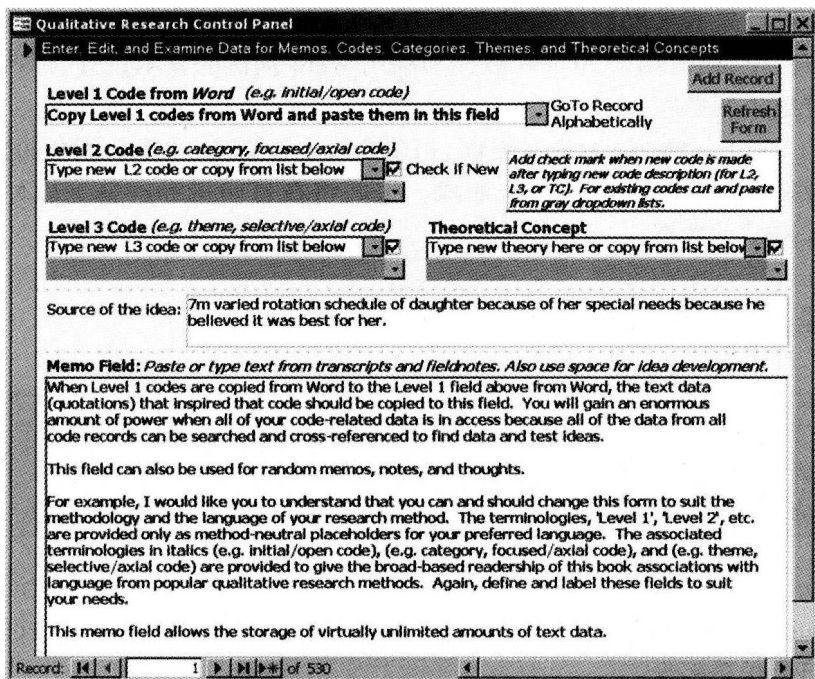 Qualitative Research Control Panel
Enter, Edit, and Examine Data for Memos, Codes, Categories, Themes, and Theoretical Concepts
Add Record
Level 1 Code from Word (e.g. initial/open code)
Copy Level 1 codes from Word and paste them in this field
GoTo Record
Alphabetically
Refresh
Form
Level 2 Code (e.g. category, focused/axial code)
Type new L2 code or copy from list below
Check if New
Add check mark when new code is made
after typing new code description (for L2,
L3, or TC). For existing codes cut and paste
from gray dropdown lists.
Level 3 Code (e.g. theme, selective/axial code)
Theoretical Concept
Type new L3 code or copy from list below
Type new theory here or copy from list below
Source of the idea:
7m varied rotation schedule of daughter because of her special needs because he
believed it was best for her.
Memo Field: Paste or type text from transcripts and fieldnotes. Also use space for idea development.
When Level 1 codes are copied from Word to the Level 1 field above from Word, the text data
(quotations) that inspired that code should be copied to this field. You will gain an enormous
amount of power when all of your code-related data is in access because all of the data from all
code records can be searched and cross-referenced to find data and test ideas.
This field can also be used for random memos, notes, and thoughts.
For example, I would like you to understand that you can and should change this form to suit the
methodology and the language of your research method. The terminologies, 'Level 1', 'Level 2', etc.
are provided only as method-neutral placeholders for your preferred language. The associated
terminologies in italics (e.g. initial/open code), (e.g. category, focused/axial code), and (e.g. theme,
selective/axial code) are provided to give the broad-based readership of this book associations with
language from popular qualitative research methods. Again, define and label these fields to suit
your needs.
This memo field allows the storage of virtually unlimited amounts of text data.
Record: 1 of 530